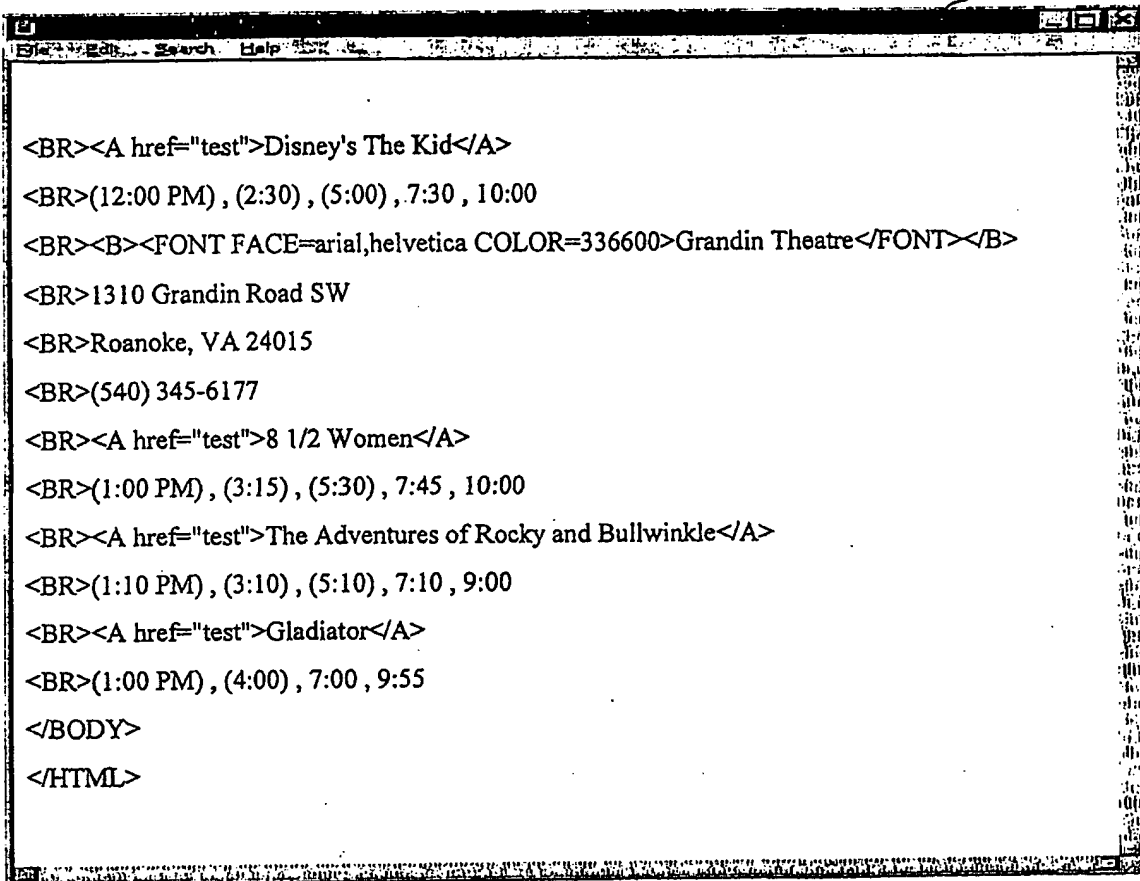 File Edit Search Help
<BR><A href="test">Disney's The Kid</A>
<BR>(12:00 PM) , (2:30) , (5:00) , 7:30 , 10:00
<BR><B><FONT FACE=arial,helvetica COLOR=336600>Grandin Theatre</FONT></B>
<BR>1310 Grandin Road SW
<BR>Roanoke, VA 24015
<BR>(540) 345-6177
<BR><A href="test">8 1/2 Women</A>
<BR>(1:00 PM) , (3:15) , (5:30) , 7:45 , 10:00
<BR><A href="test">The Adventures of Rocky and Bullwinkle</A>
<BR>(1:10 PM) , (3:10) , (5:10) , 7:10 , 9:00
<BR><A href="test">Gladiator</A>
<BR>(1:00 PM) , (4:00) , 7:00 , 9:55
</BODY>
</HTML>